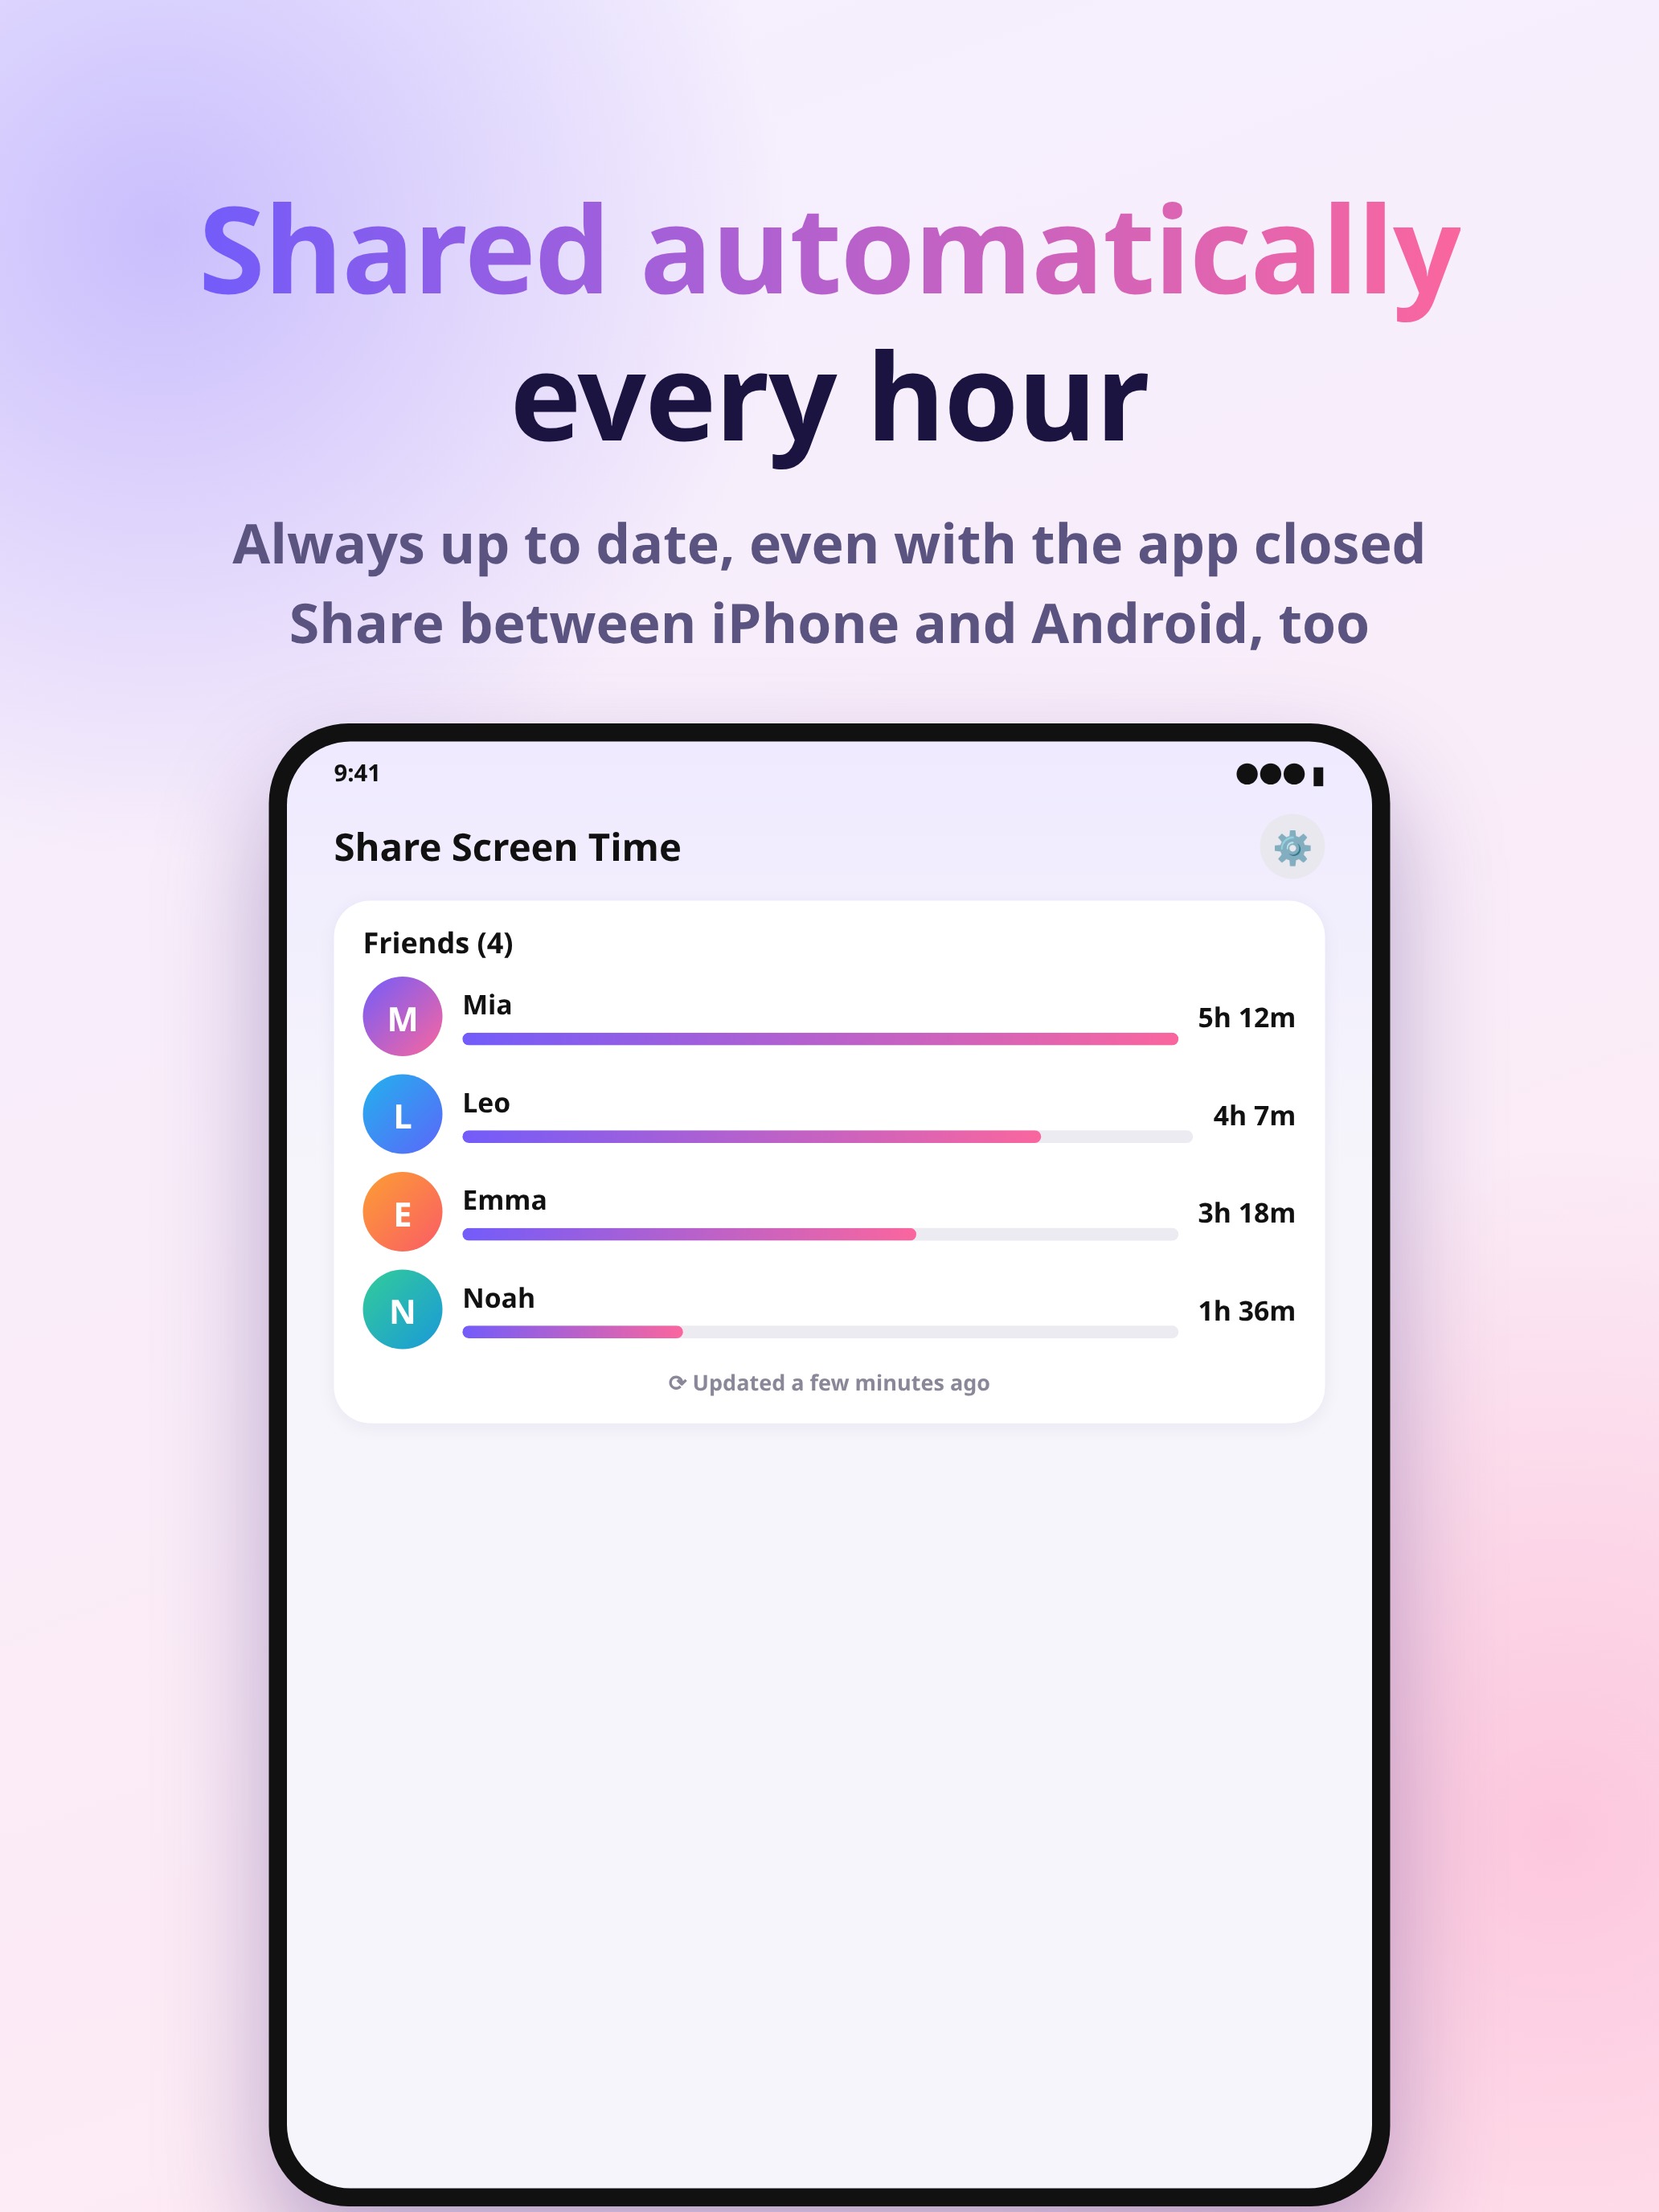 Shared automatically
every hour
Always up to date, even with the app closed
Share between iPhone and Android, too
9:41
Share Screen Time
Friends (4)
M
Mia
5h 12m
L
Leo
4h 7m
E
Emma
3h 18m
N
Noah
1h 36m
⟳ Updated a few minutes ago